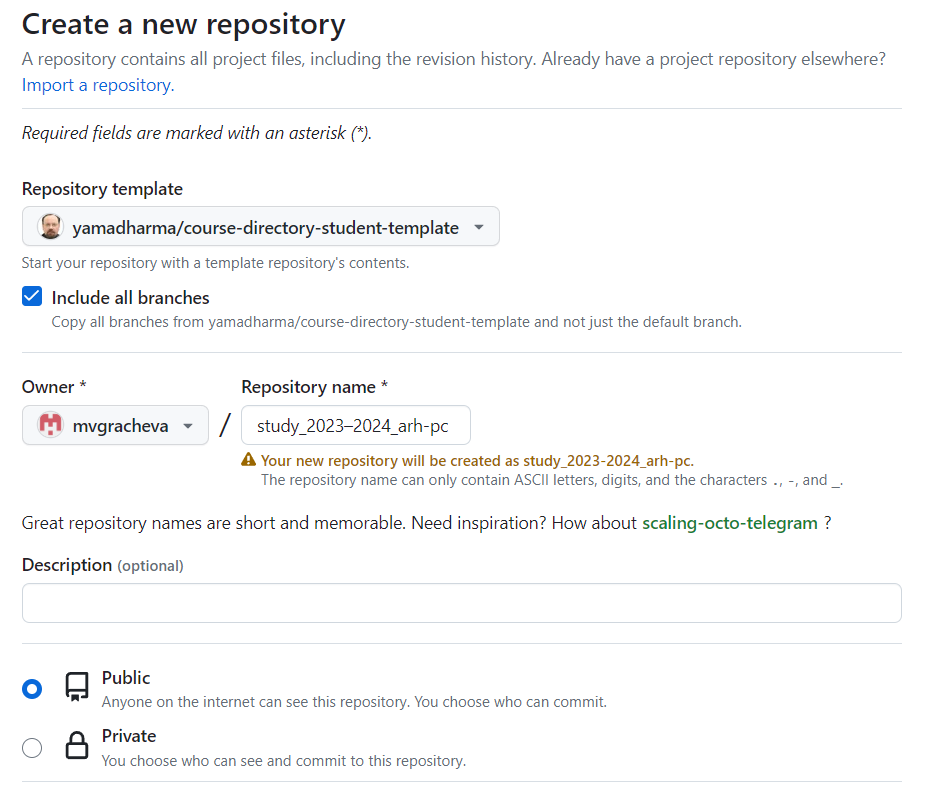 Create a new repository
A repository contains all project files, including the revision history. Already have a project repository elsewhere?
Import a repository.
Required fields are marked with an asterisk (*).
Repository template
yamadharma/course-directory-student-template
Start your repository with a template repository's contents.
Include all branches
Copy all branches from yamadharma/course-directory-student-template and not just the default branch.
Owner * Repository name *
mvgracheva / study_2023–2024_arh-pc
Your new repository will be created as study_2023-2024_arh-pc.
The repository name can only contain ASCII letters, digits, and the characters ., -, and _.
Great repository names are short and memorable. Need inspiration? How about scaling-octo-telegram ?
Description (optional)
Public
Anyone on the internet can see this repository. You choose who can commit.
Private
You choose who can see and commit to this repository.